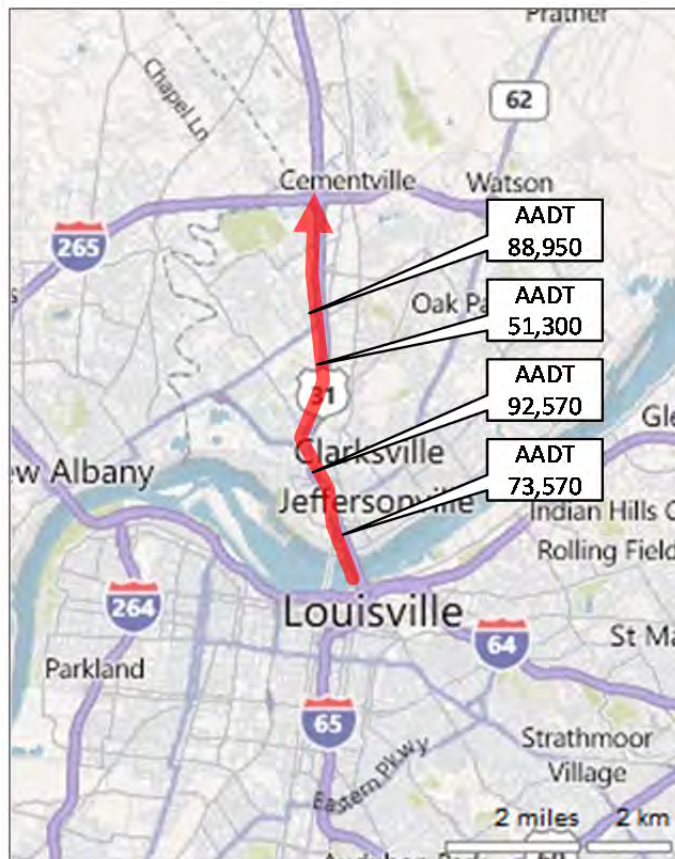 Prather
62
Chapel Ln
Cementville
Watson
265
AADT
88,950
Oak Pa
AADT
51,300
31
AADT
92,570
Clarksville
Gle
ew Albany
AADT
73,570
Jeffersonville
Indian Hills C
Rolling Field
264
Louisville
64
St Ma
Parkland
65
Strathmoor
Village
Eastern Pkwy
2 miles
2 km